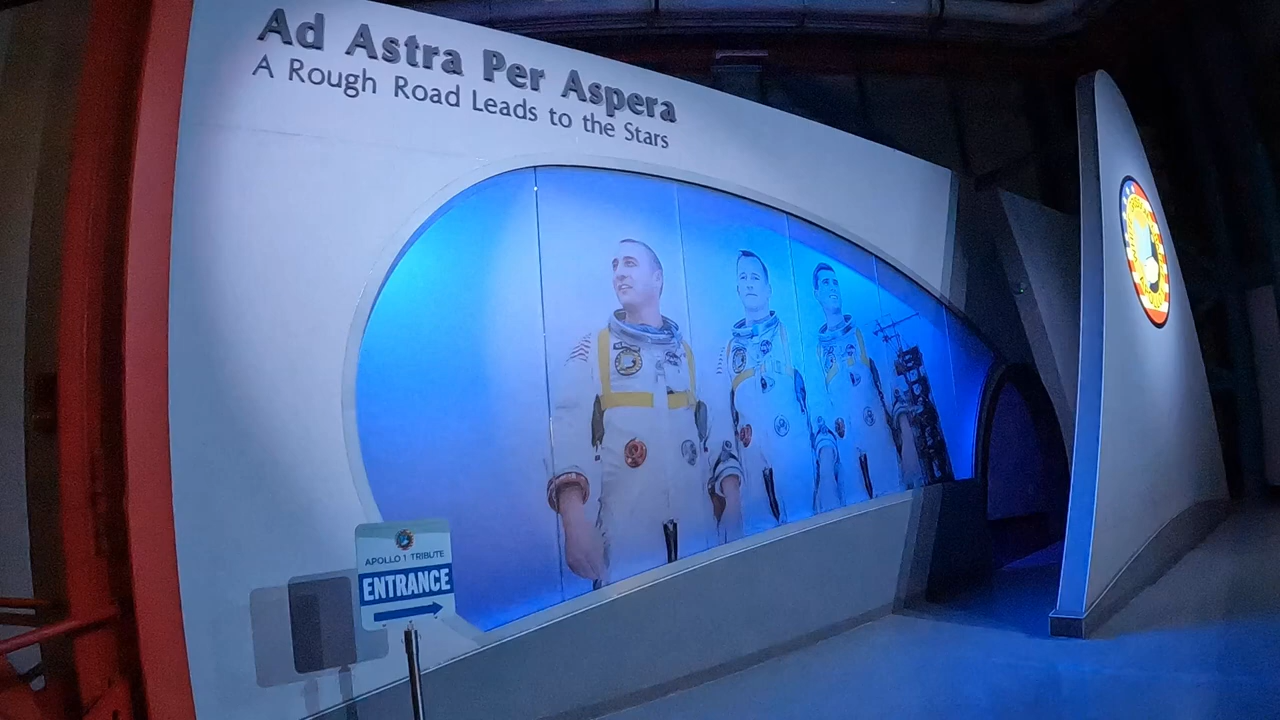 Ad Astra Per Aspera
A Rough Road Leads to the Stars
APOLLO 1 TRIBUTE
ENTRANCE